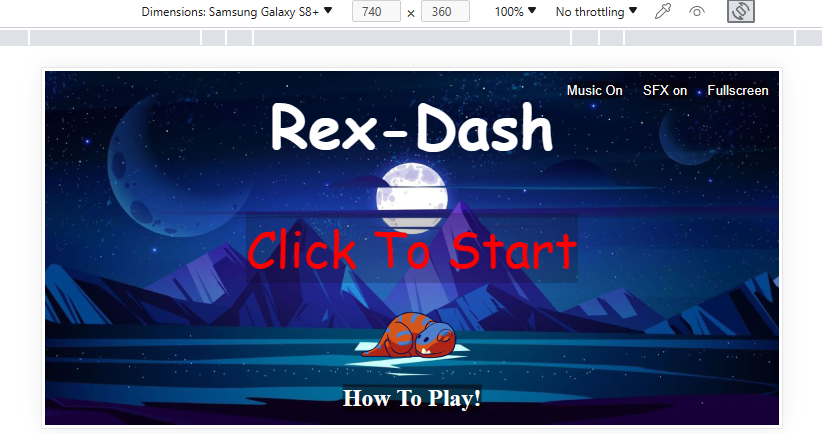 Dimensions: Samsung Galaxy S8+ 740 × 360 100% No throttling
Music On SFX on Fullscreen
Rex-Dash
Click To Start
How To Play!